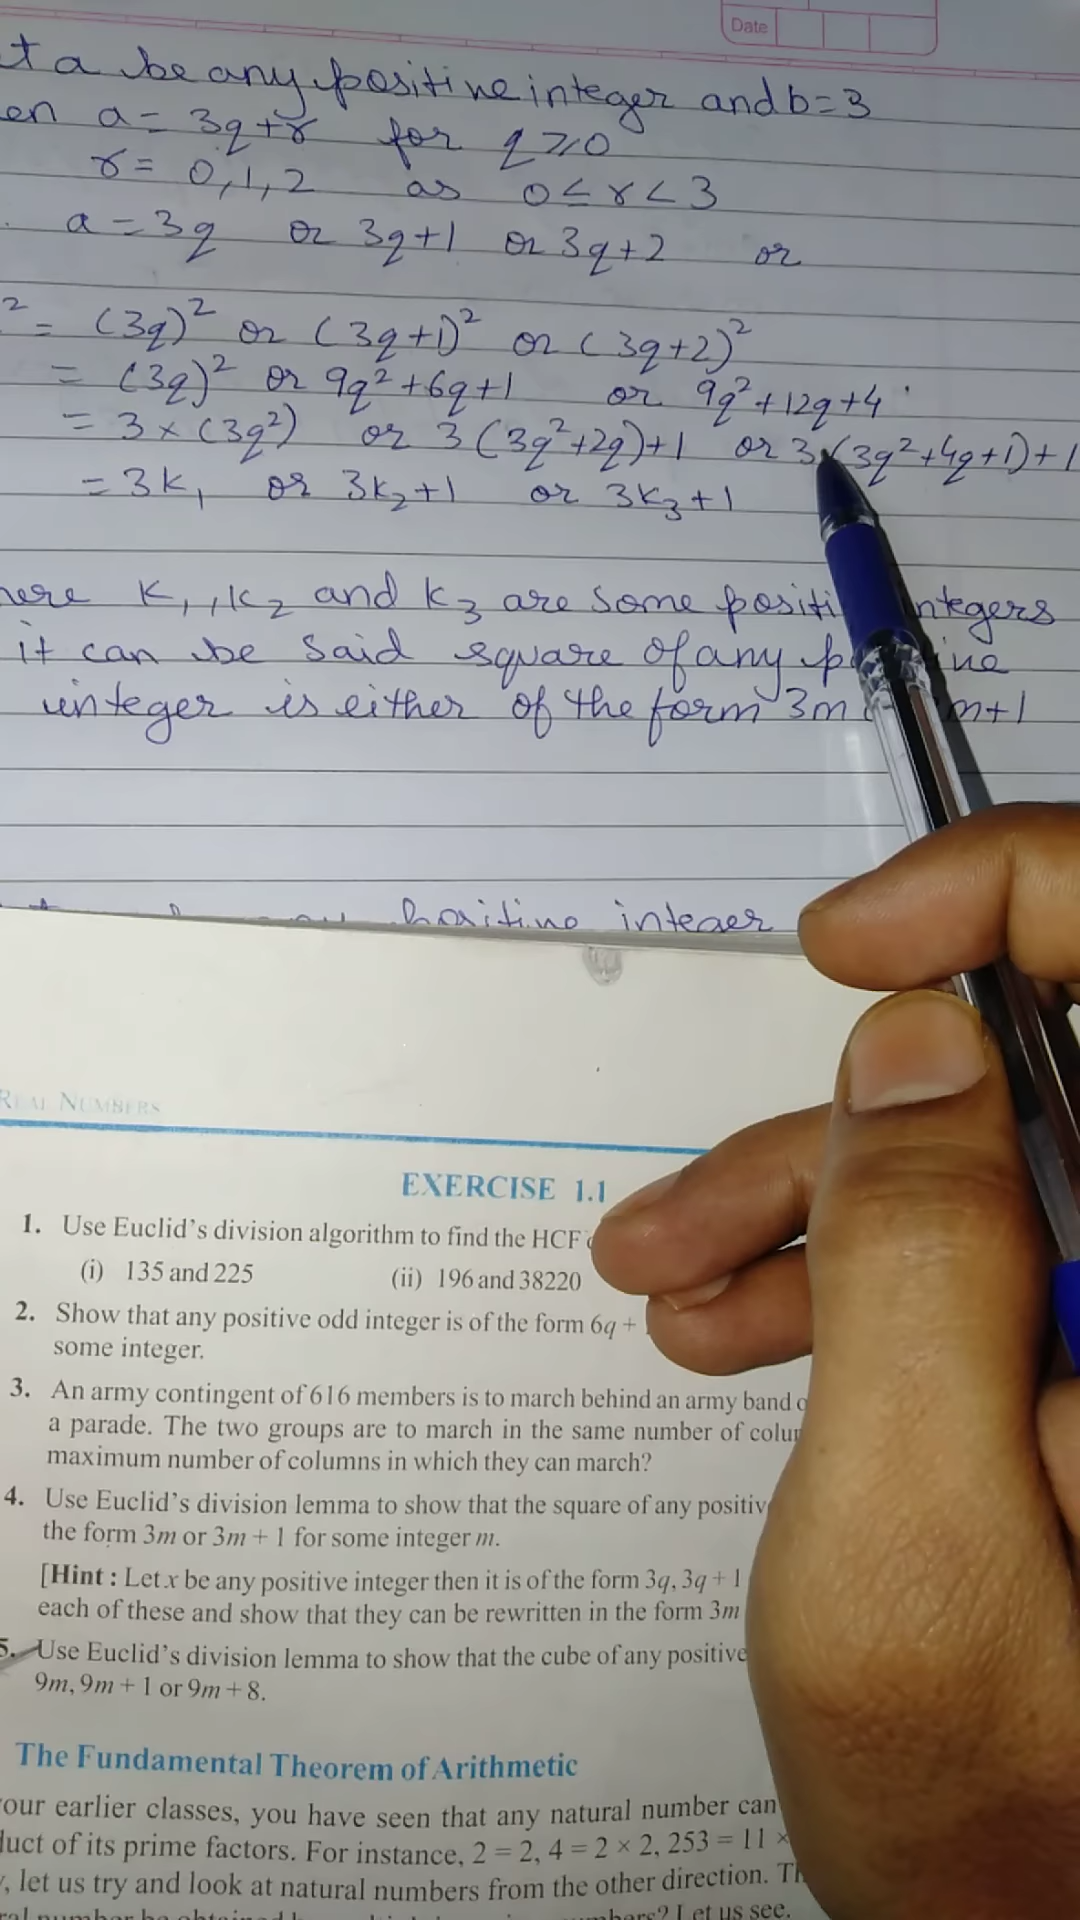 Date
t a be any positive integer and b=3
en a = 3q+r for q ≥ 0
r = 0,1,2 as 0 ≤ r < 3
a = 3q or 3q+1 or 3q+2 or
² = (3q)² or (3q+1)² or (3q+2)²
= (3q)² or 9q²+6q+1 or 9q²+12q+4
= 3×(3q²) or 3(3q²+2q)+1 or 3(3q²+4q+1)+1
= 3k₁ or 3k₂+1 or 3k₃+1
here k₁, k₂ and k₃ are some positi ntegers
it can be said square of any p ine
integer is either of the form 3m m+1
positive integer
REAL NUMBERS
EXERCISE 1.1
1. Use Euclid's division algorithm to find the HCF
(i) 135 and 225 (ii) 196 and 38220
2. Show that any positive odd integer is of the form 6q +
some integer.
3. An army contingent of 616 members is to march behind an army band o
a parade. The two groups are to march in the same number of colu
maximum number of columns in which they can march?
4. Use Euclid's division lemma to show that the square of any positiv
the form 3m or 3m + 1 for some integer m.
[Hint : Let x be any positive integer then it is of the form 3q, 3q + 1
each of these and show that they can be rewritten in the form 3m
5. Use Euclid's division lemma to show that the cube of any positive
9m, 9m + 1 or 9m + 8.
The Fundamental Theorem of Arithmetic
our earlier classes, you have seen that any natural number can
duct of its prime factors. For instance, 2 = 2, 4 = 2 × 2, 253 = 11 ×
, let us try and look at natural numbers from the other direction. Th
Let us see.